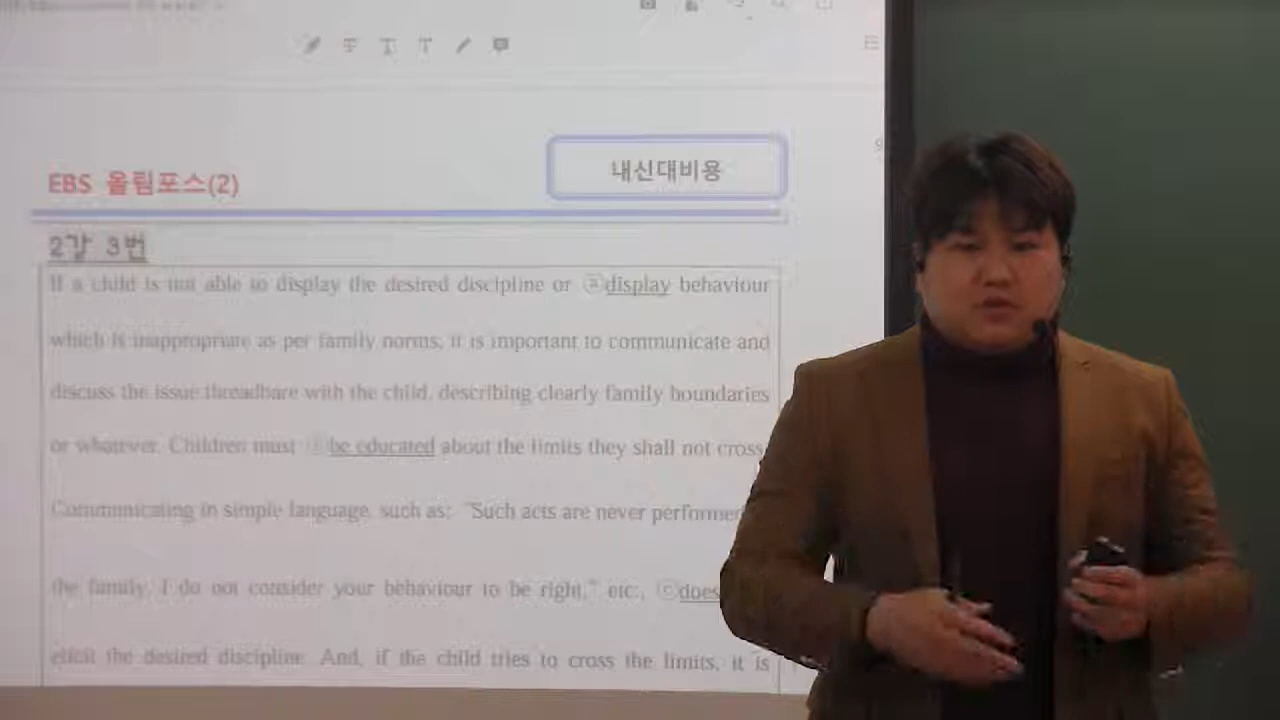 내신대비용
EBS 올림포스(2)
2강 3번
If a child is not able to display the desired discipline or ⓐdisplay behaviour
which is inappropriate as per family norms, it is important to communicate and
discuss the issue threadbare with the child, describing clearly family boundaries
or whatever. Children must be educated about the limits they shall not cross.
Communicating in simple language, such as: "Such acts are never performe
the family, I do not consider your behaviour to be right," etc., ⓒdoes
elicit the desired discipline. And, if the child tries to cross the limits, it is